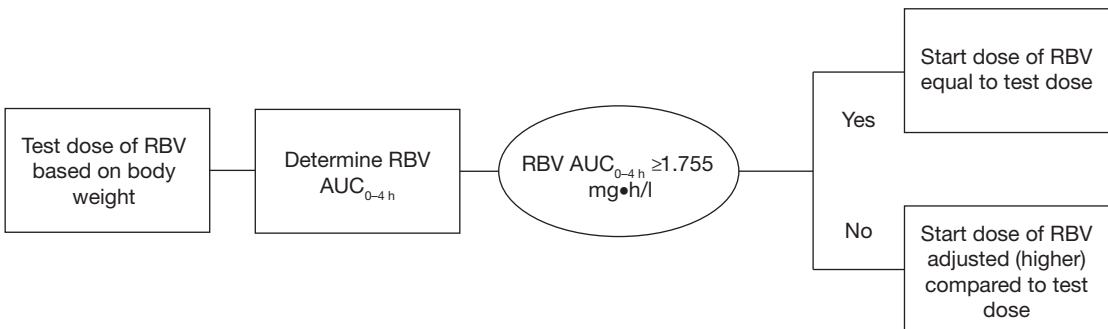 Test dose of RBV
based on body
weight
Determine RBV
AUC0–4 h
RBV AUC0–4 h ≥1.755
mg•h/l
Yes
Start dose of RBV
equal to test dose
No
Start dose of RBV
adjusted (higher)
compared to test
dose